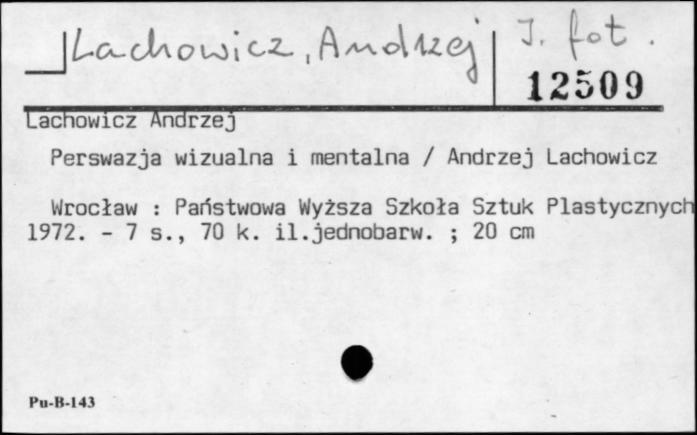 Lachowicz, Andrzej
J. fot.
12509
Lachowicz Andrzej
Perswazja wizualna i mentalna / Andrzej Lachowicz
Wrocław : Państwowa Wyższa Szkoła Sztuk Plastycznych
1972. - 7 s., 70 k. il.jednobarw. ; 20 cm
Pu-B-143